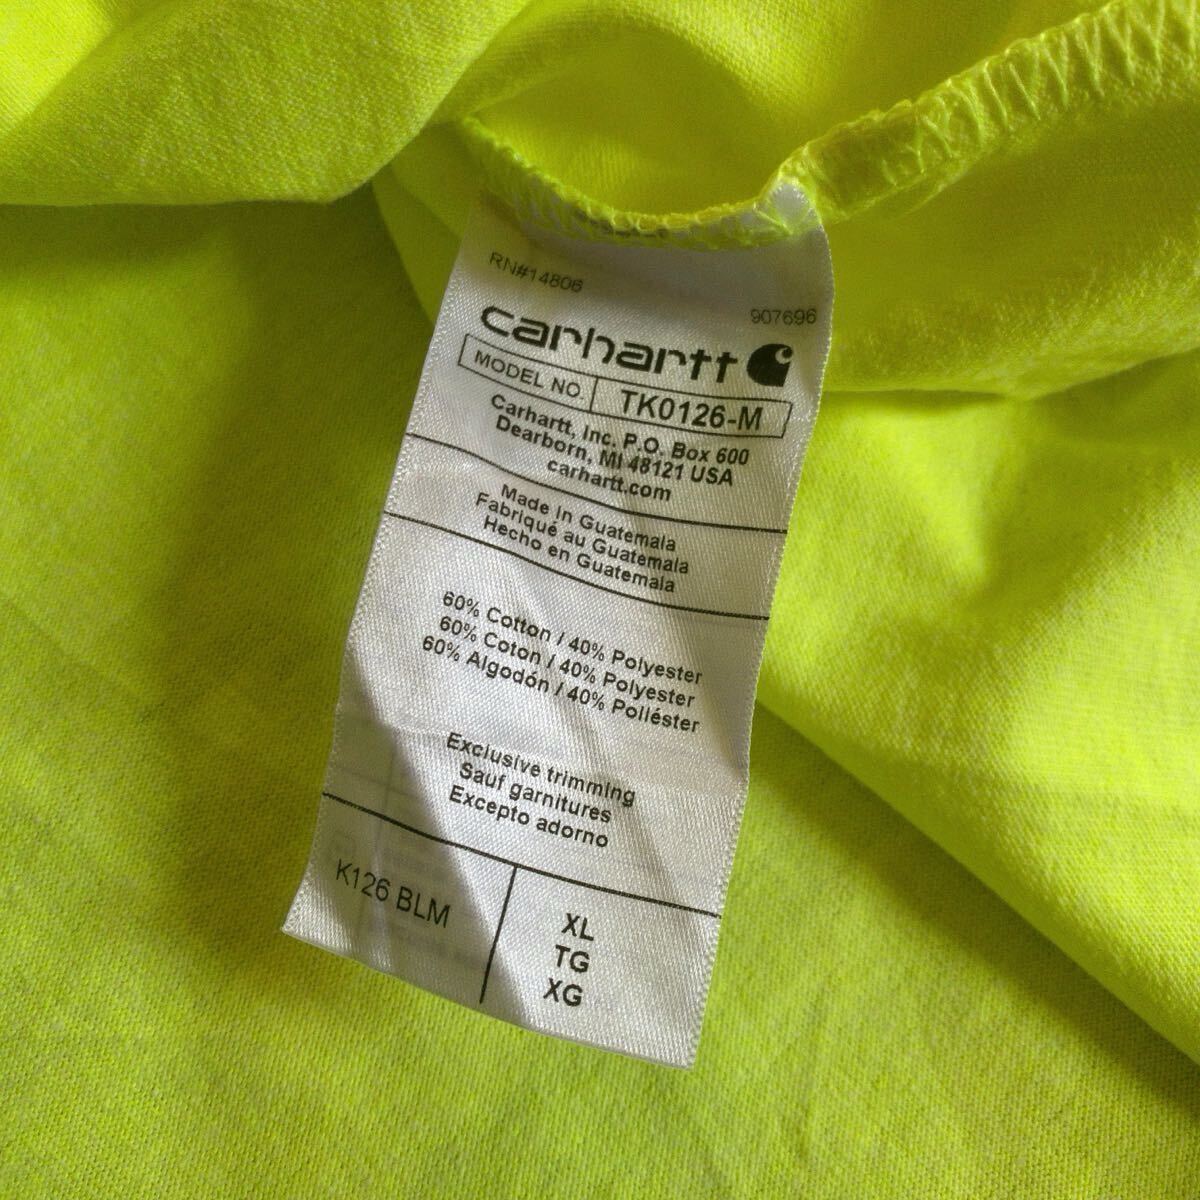 RN#14806
907696
carhartt
MODEL NO TK0126-M
Carhartt, Inc. P.O. Box 600
Dearborn, MI 48121 USA
carhartt.com
Made in Guatemala
Fabriqué au Guatemala
Hecho en Guatemala
60% Cotton / 40% Polyester
60% Coton / 40% Polyester
60% Algodón / 40% Poliéster
Exclusive trimming
Sauf garnitures
Excepto adorno
K126 BLM
XL
TG
XG